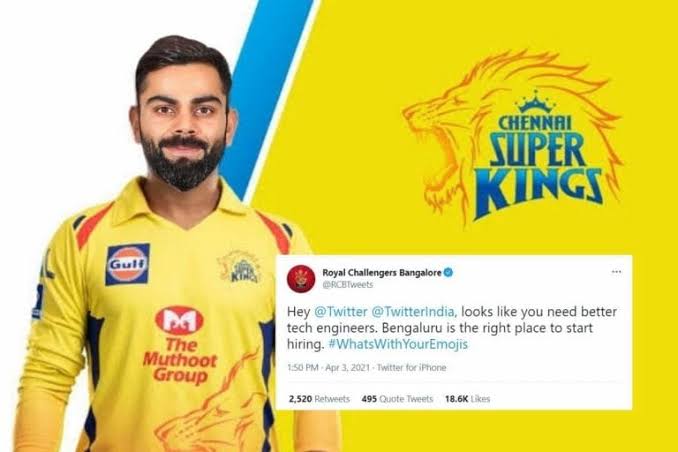 CHENNAI
SUPER
KINGS
Gulf
SUPER
KINGS
The
Muthoot
Group
Royal Challengers Bangalore
@RCBTweets
Hey @Twitter @TwitterIndia, looks like you need better
tech engineers. Bengaluru is the right place to start
hiring. #WhatsWithYourEmojis
1:50 PM · Apr 3, 2021 · Twitter for iPhone
2,520 Retweets 495 Quote Tweets 18.6K Likes